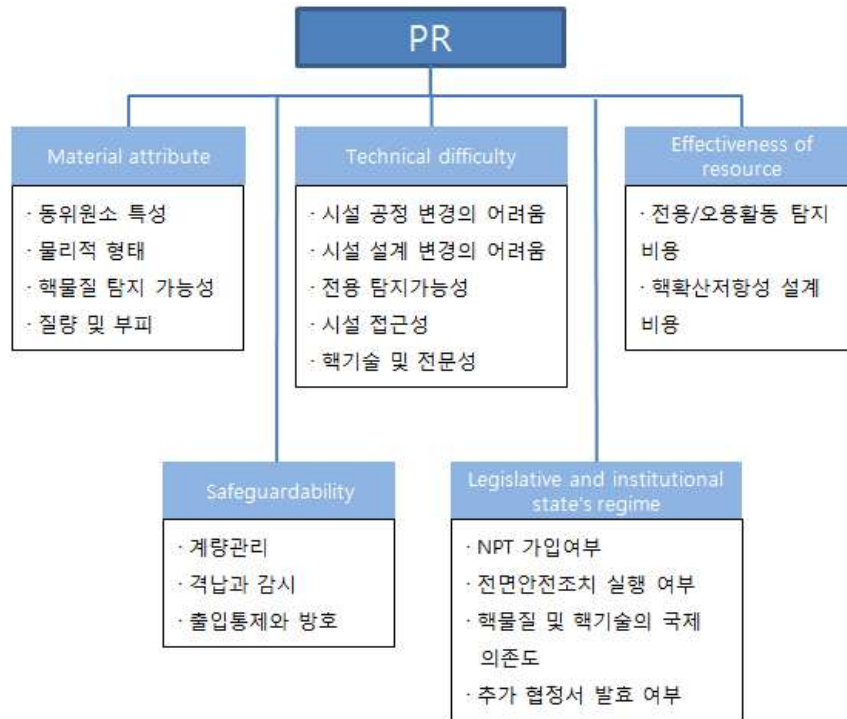 PR
Material attribute
· 동위원소 특성
· 물리적 형태
· 핵물질 탐지 가능성
· 질량 및 부피
Technical difficulty
· 시설 공정 변경의 어려움
· 시설 설계 변경의 어려움
· 전용 탐지가능성
· 시설 접근성
· 핵기술 및 전문성
Effectiveness of
resource
· 전용/오용활동 탐지
비용
· 핵확산저항성 설계
비용
Safeguardability
· 계량관리
· 격납과 감시
· 출입통제와 방호
Legislative and institutional
state's regime
· NPT 가입여부
· 전면안전조치 실행 여부
· 핵물질 및 핵기술의 국제
의존도
· 추가 협정서 발효 여부